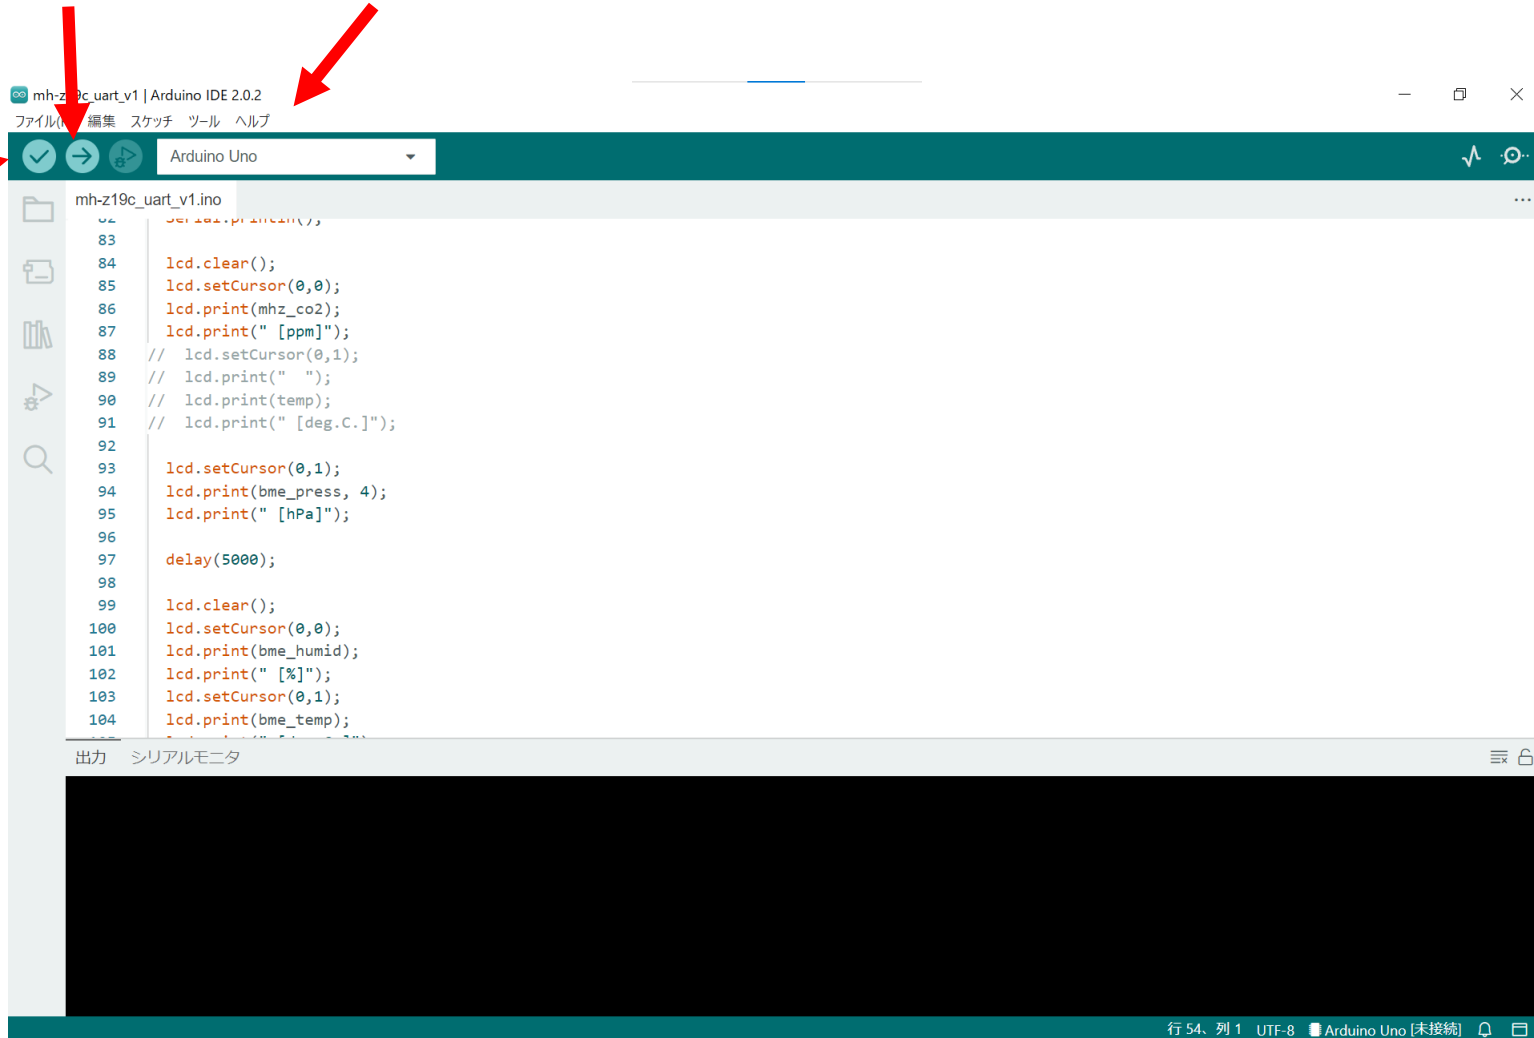 mh-z19c_uart_v1 | Arduino IDE 2.0.2
ファイル( 編集 スケッチ ツール ヘルプ
Arduino Uno
mh-z19c_uart_v1.ino
82 Serial.println();
83
84 lcd.clear();
85 lcd.setCursor(0,0);
86 lcd.print(mhz_co2);
87 lcd.print(" [ppm]");
88 // lcd.setCursor(0,1);
89 // lcd.print("  ");
90 // lcd.print(temp);
91 // lcd.print(" [deg.C.]");
92
93 lcd.setCursor(0,1);
94 lcd.print(bme_press, 4);
95 lcd.print(" [hPa]");
96
97 delay(5000);
98
99 lcd.clear();
100 lcd.setCursor(0,0);
101 lcd.print(bme_humid);
102 lcd.print(" [%]");
103 lcd.setCursor(0,1);
104 lcd.print(bme_temp);
出力 シリアルモニタ
行 54、列 1 UTF-8 Arduino Uno [未接続]